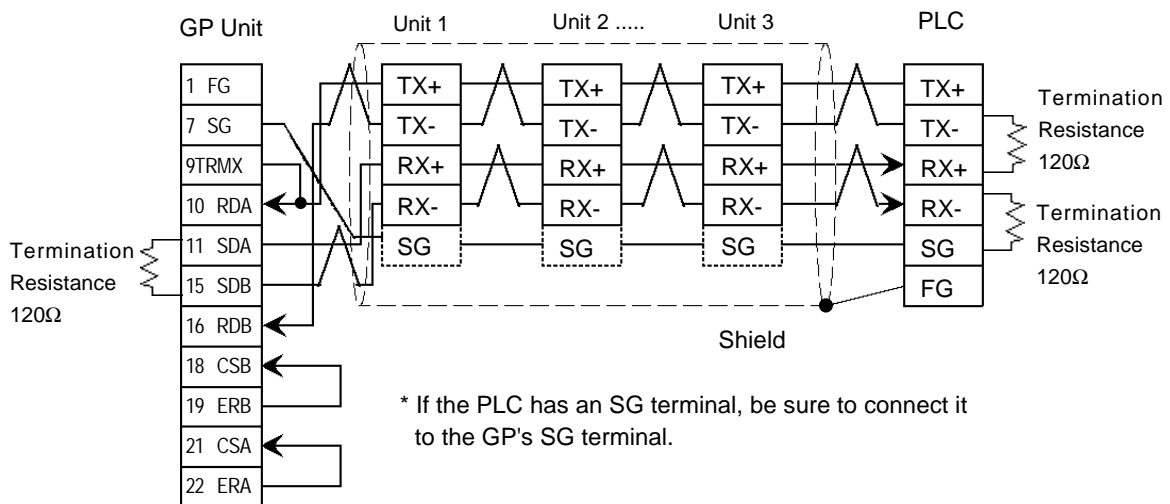 GP Unit
Unit 1
Unit 2 .....
Unit 3
PLC
1 FG
7 SG
9TRMX
10 RDA
11 SDA
15 SDB
16 RDB
18 CSB
19 ERB
21 CSA
22 ERA
Termination
Resistance
120Ω
TX+
TX-
RX+
RX-
SG
TX+
TX-
RX+
RX-
SG
TX+
TX-
RX+
RX-
SG
TX+
TX-
RX+
RX-
SG
FG
Termination
Resistance
120Ω
Termination
Resistance
120Ω
Shield
* If the PLC has an SG terminal, be sure to connect it
to the GP's SG terminal.